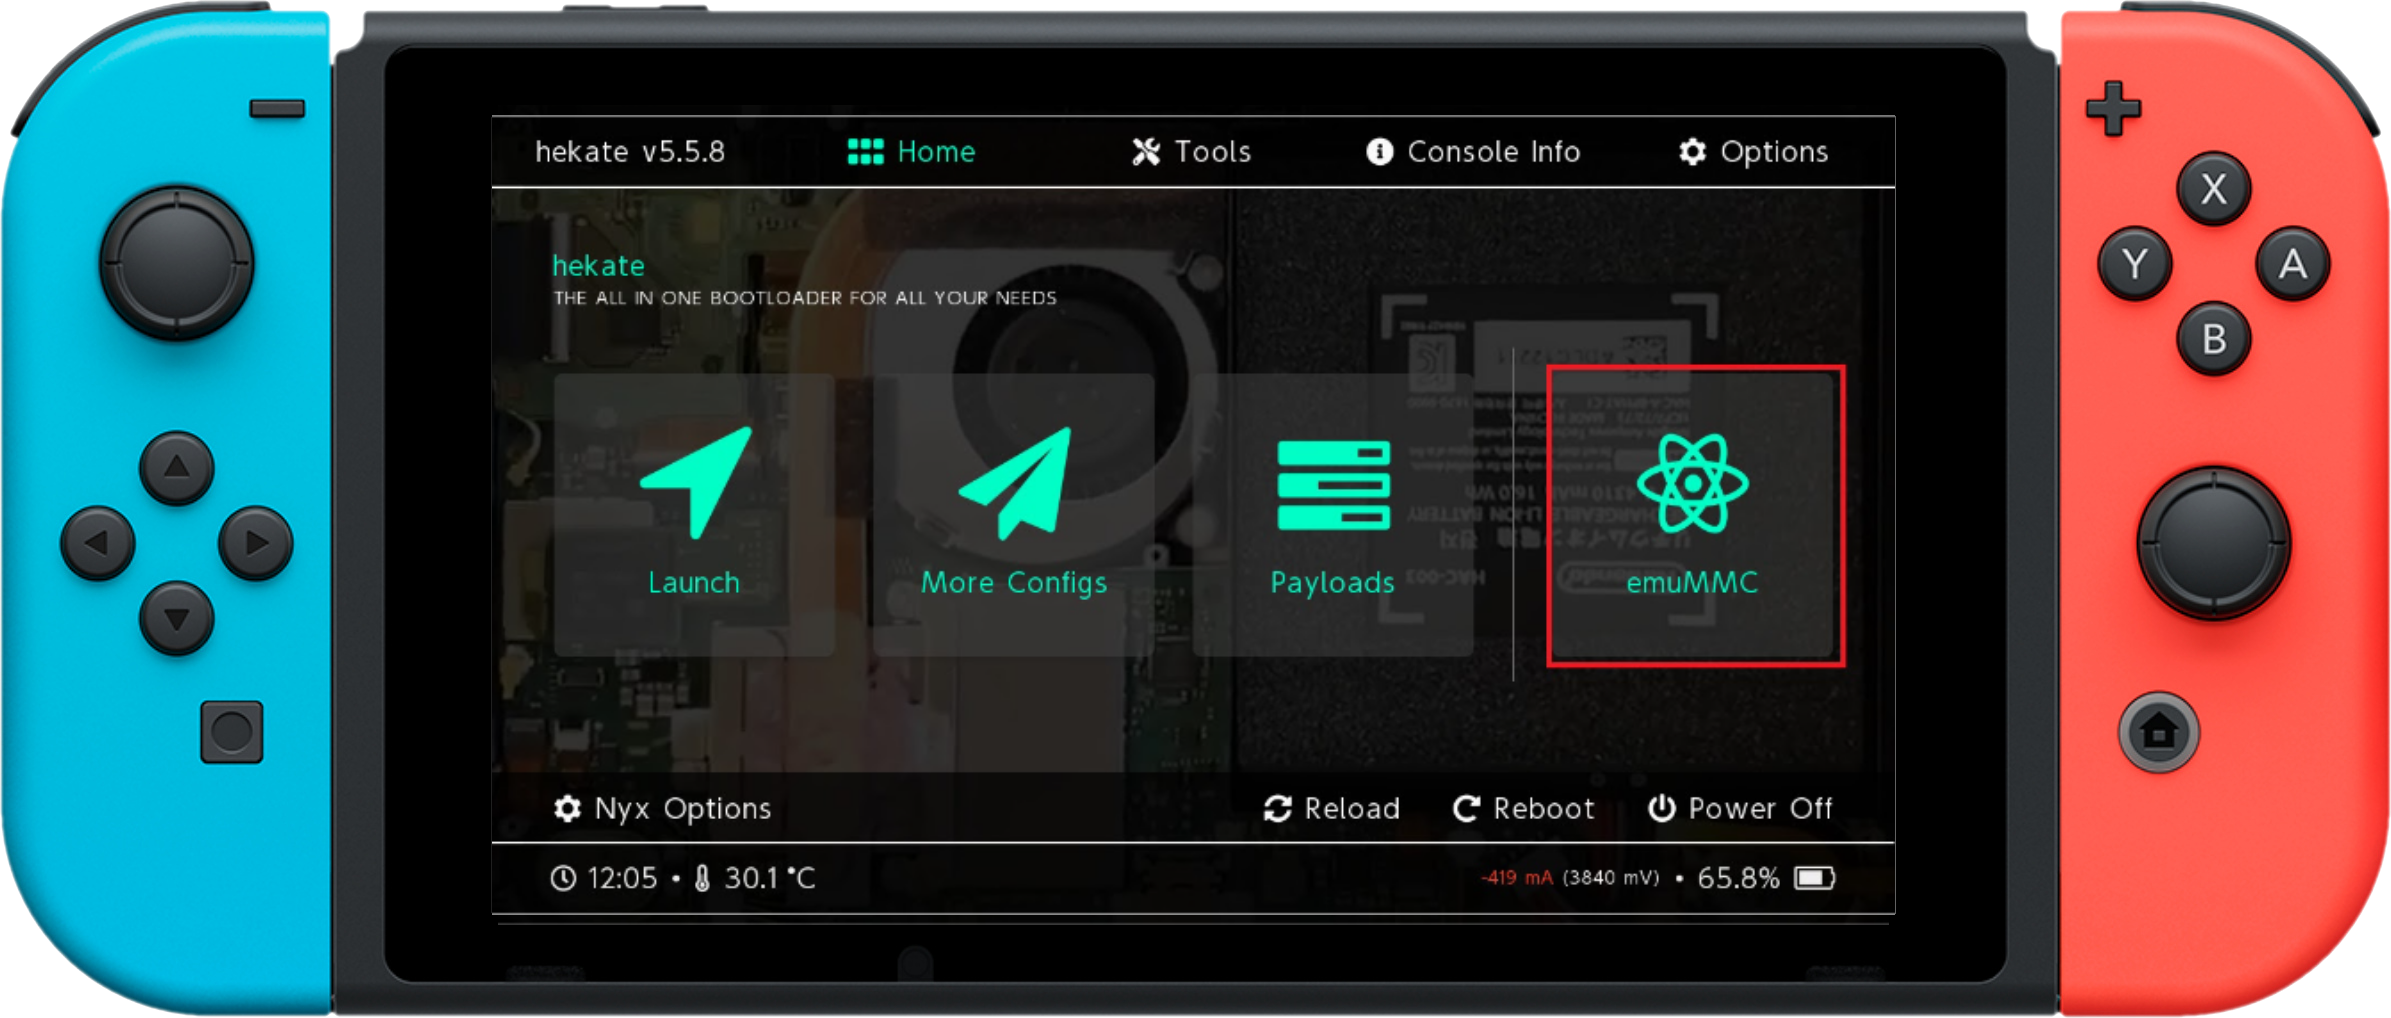 hekate v5.5.8 Home Tools Console Info Options
hekate
THE ALL IN ONE BOOTLOADER FOR ALL YOUR NEEDS
Launch More Configs Payloads emuMMC
Nyx Options Reload Reboot Power Off
12:05 • 30.1 °C -419 mA (3840 mV) • 65.8%
X
Y A
B